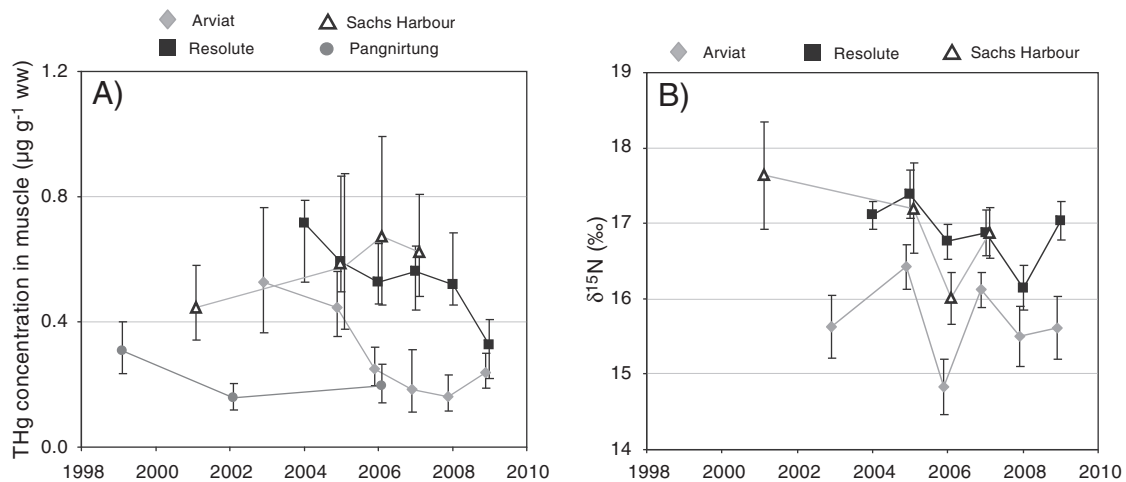 Arviat
Sachs Harbour
Resolute
Pangnirtung
A)
THg concentration in muscle (µg g-1 ww)
1.2
0.8
0.4
0.0
1998 2000 2002 2004 2006 2008 2010
Arviat Resolute Sachs Harbour
B)
δ15N (‰)
19
18
17
16
15
14
1998 2000 2002 2004 2006 2008 2010